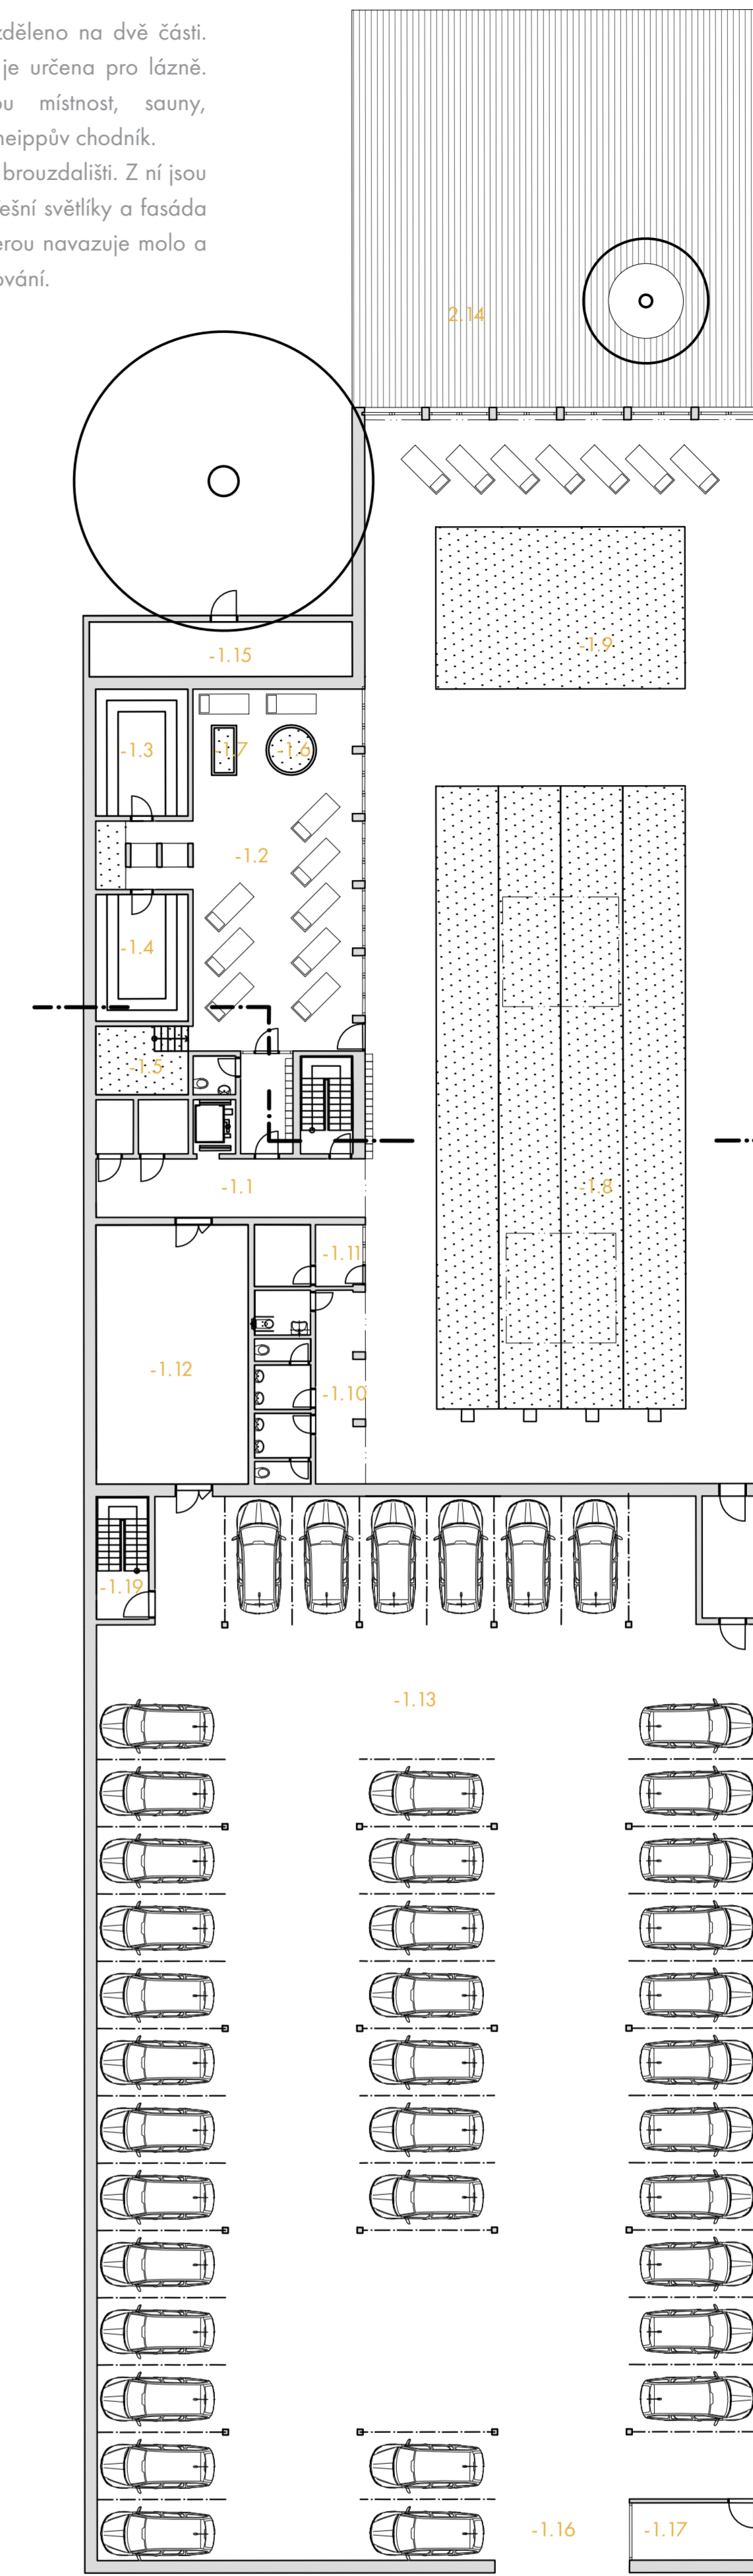 zděleno na dvě části.
je určena pro lázně.
ou místnost, sauny,
neippův chodník.
brouzdališti. Z ní jsou
řešní světlíky a fasáda
erou navazuje molo a
ování.
2.14
-1.9
-1.15
-1.3
-1.7
-1.6
-1.2
-1.4
-1.5
-1.1
-1.8
-1.11
-1.12
-1.10
-1.19
-1.13
-1.16
-1.17